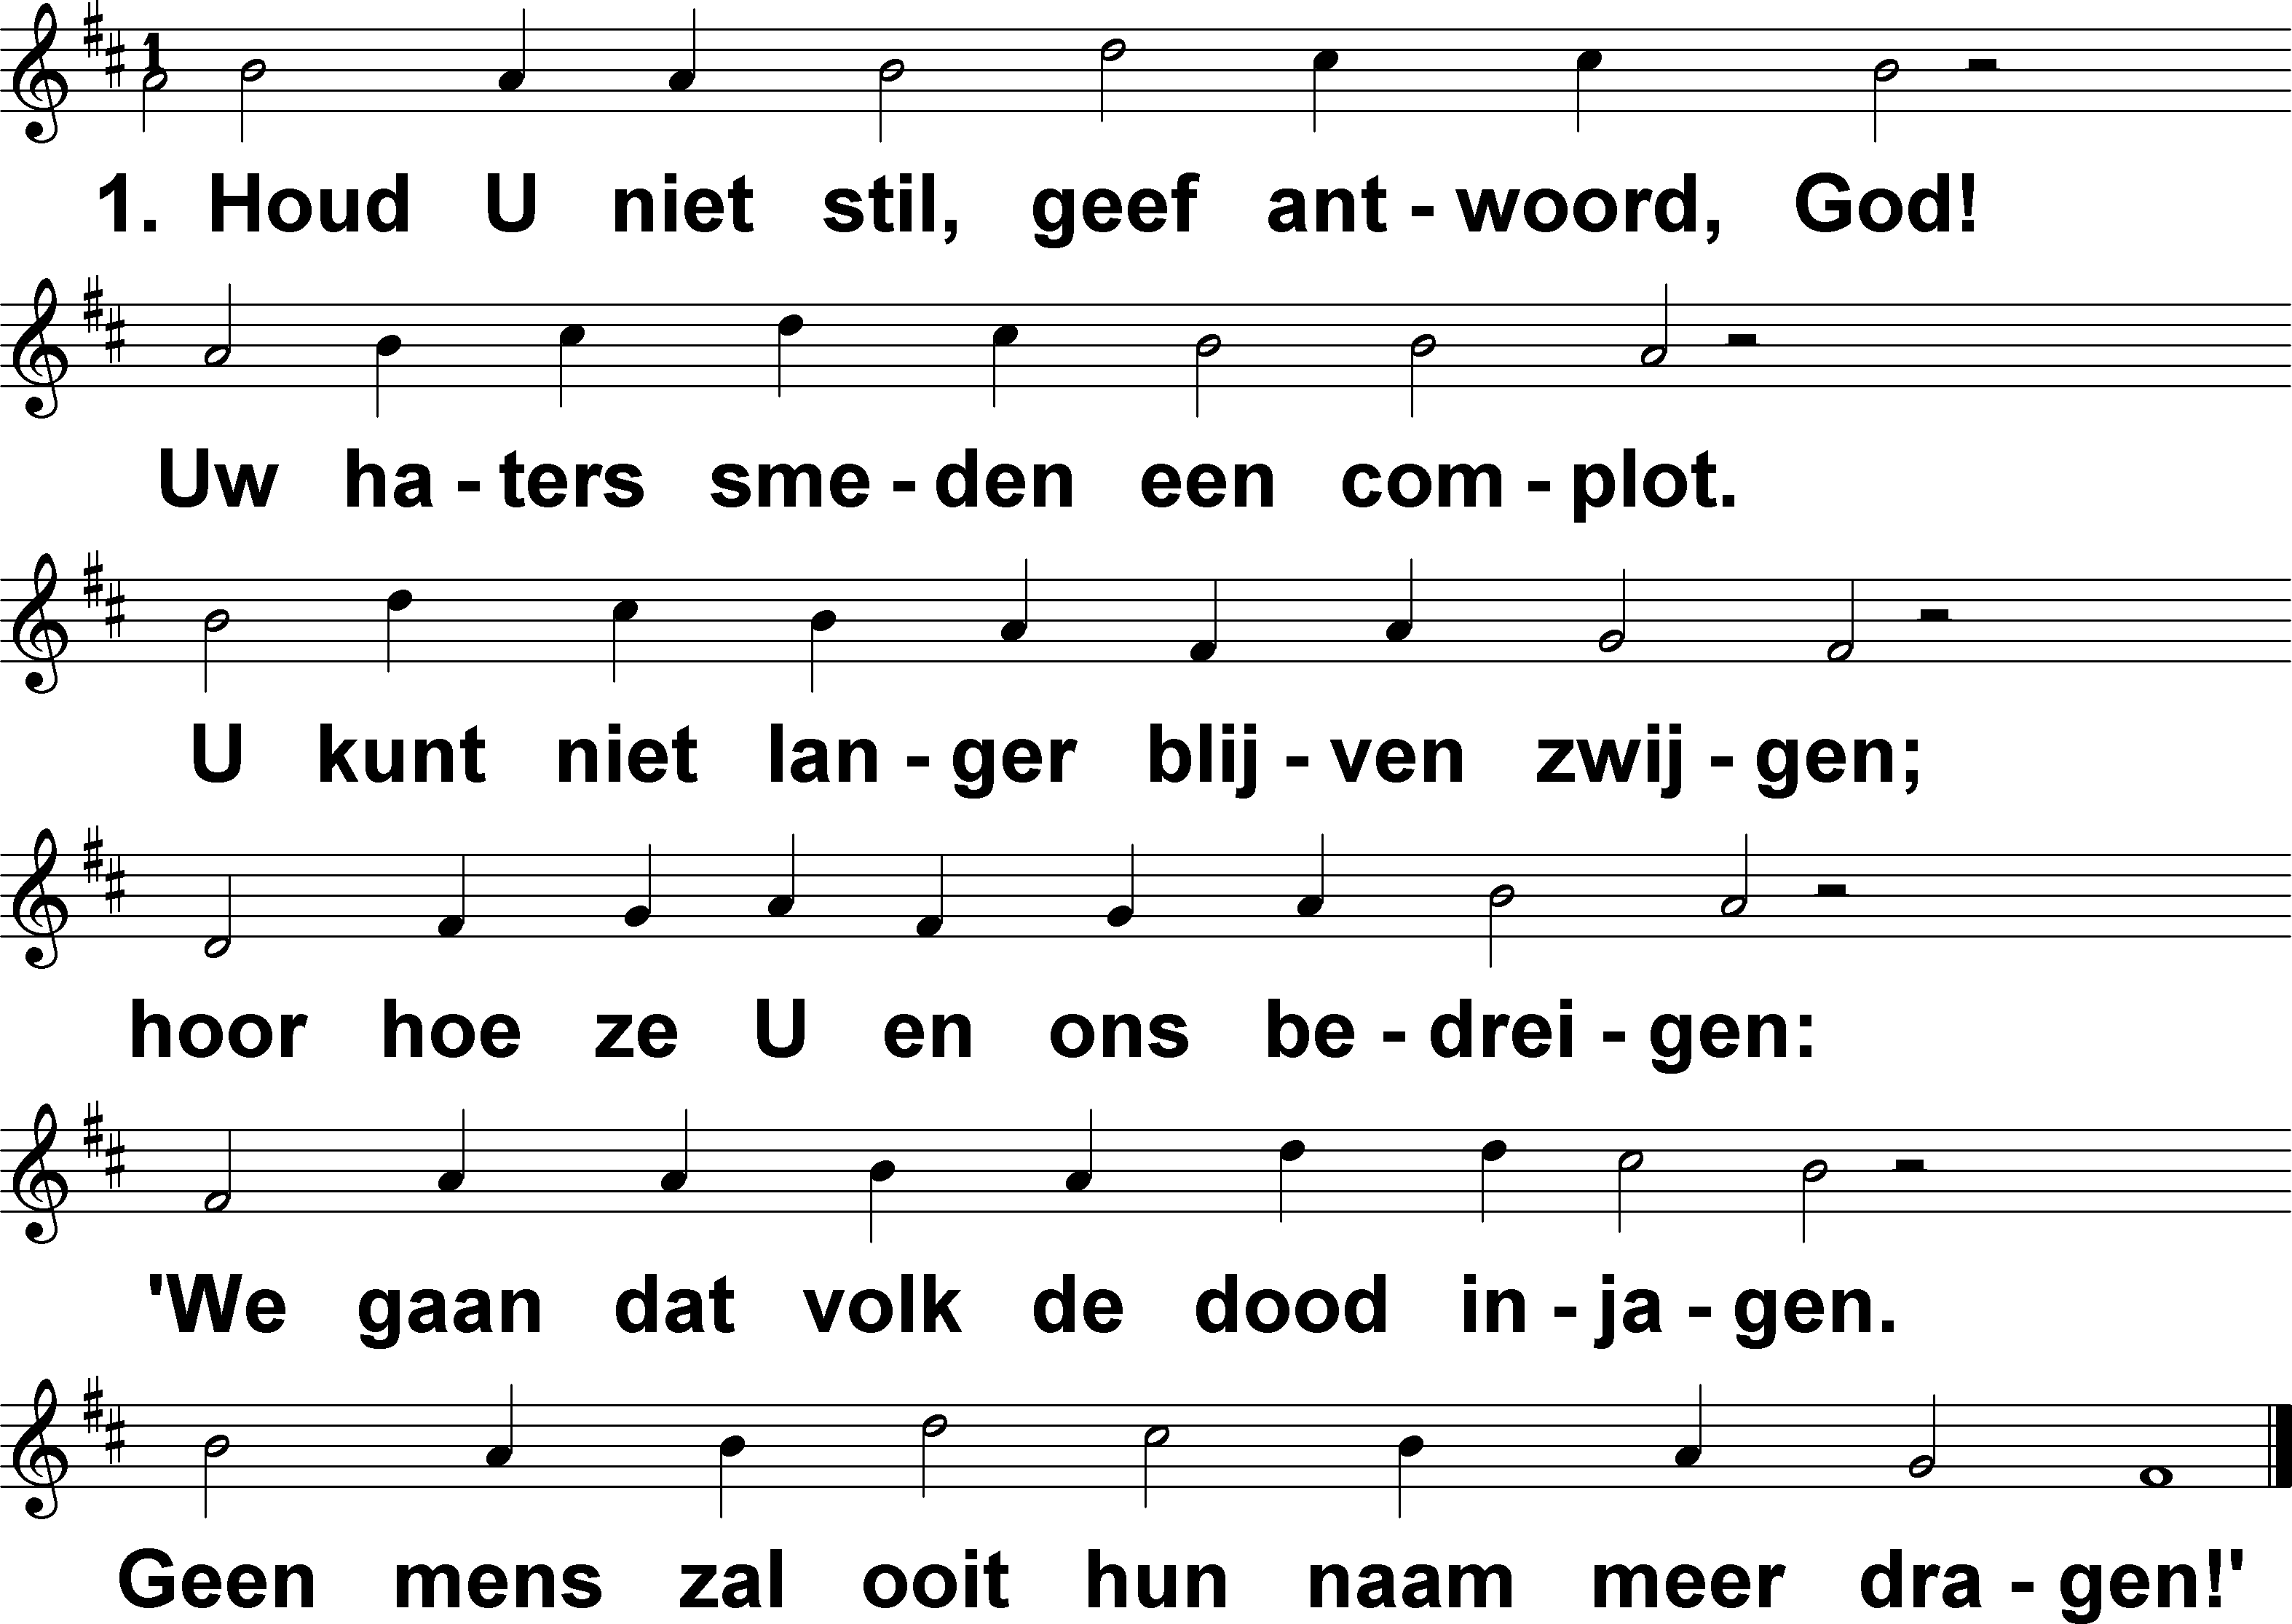 1
1. Houd U niet stil, geef ant - woord, God!
Uw ha - ters sme - den een com - plot.
U kunt niet lan - ger blij - ven zwij - gen;
hoor hoe ze U en ons be - drei - gen:
'We gaan dat volk de dood in - ja - gen.
Geen mens zal ooit hun naam meer dra - gen!'